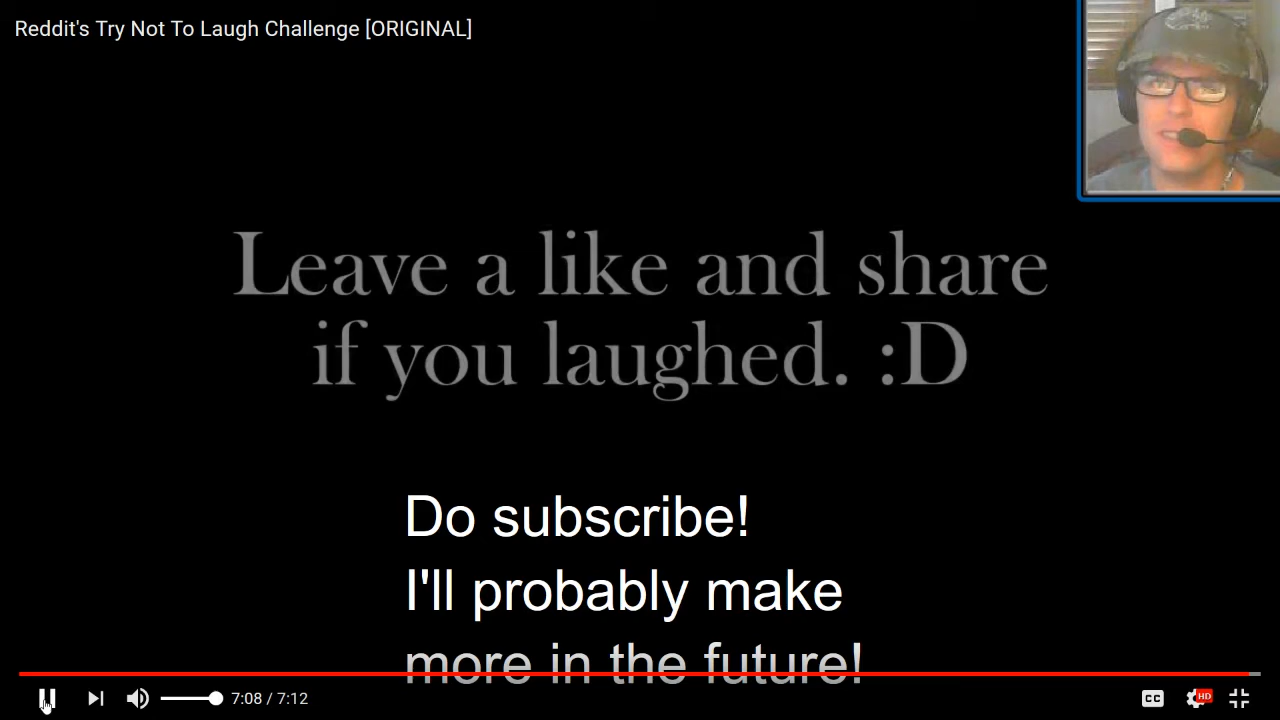 Reddit's Try Not To Laugh Challenge [ORIGINAL]
Leave a like and share
if you laughed. :D
Do subscribe!
I'll probably make
more in the future!
7:08 / 7:12
CC
HD